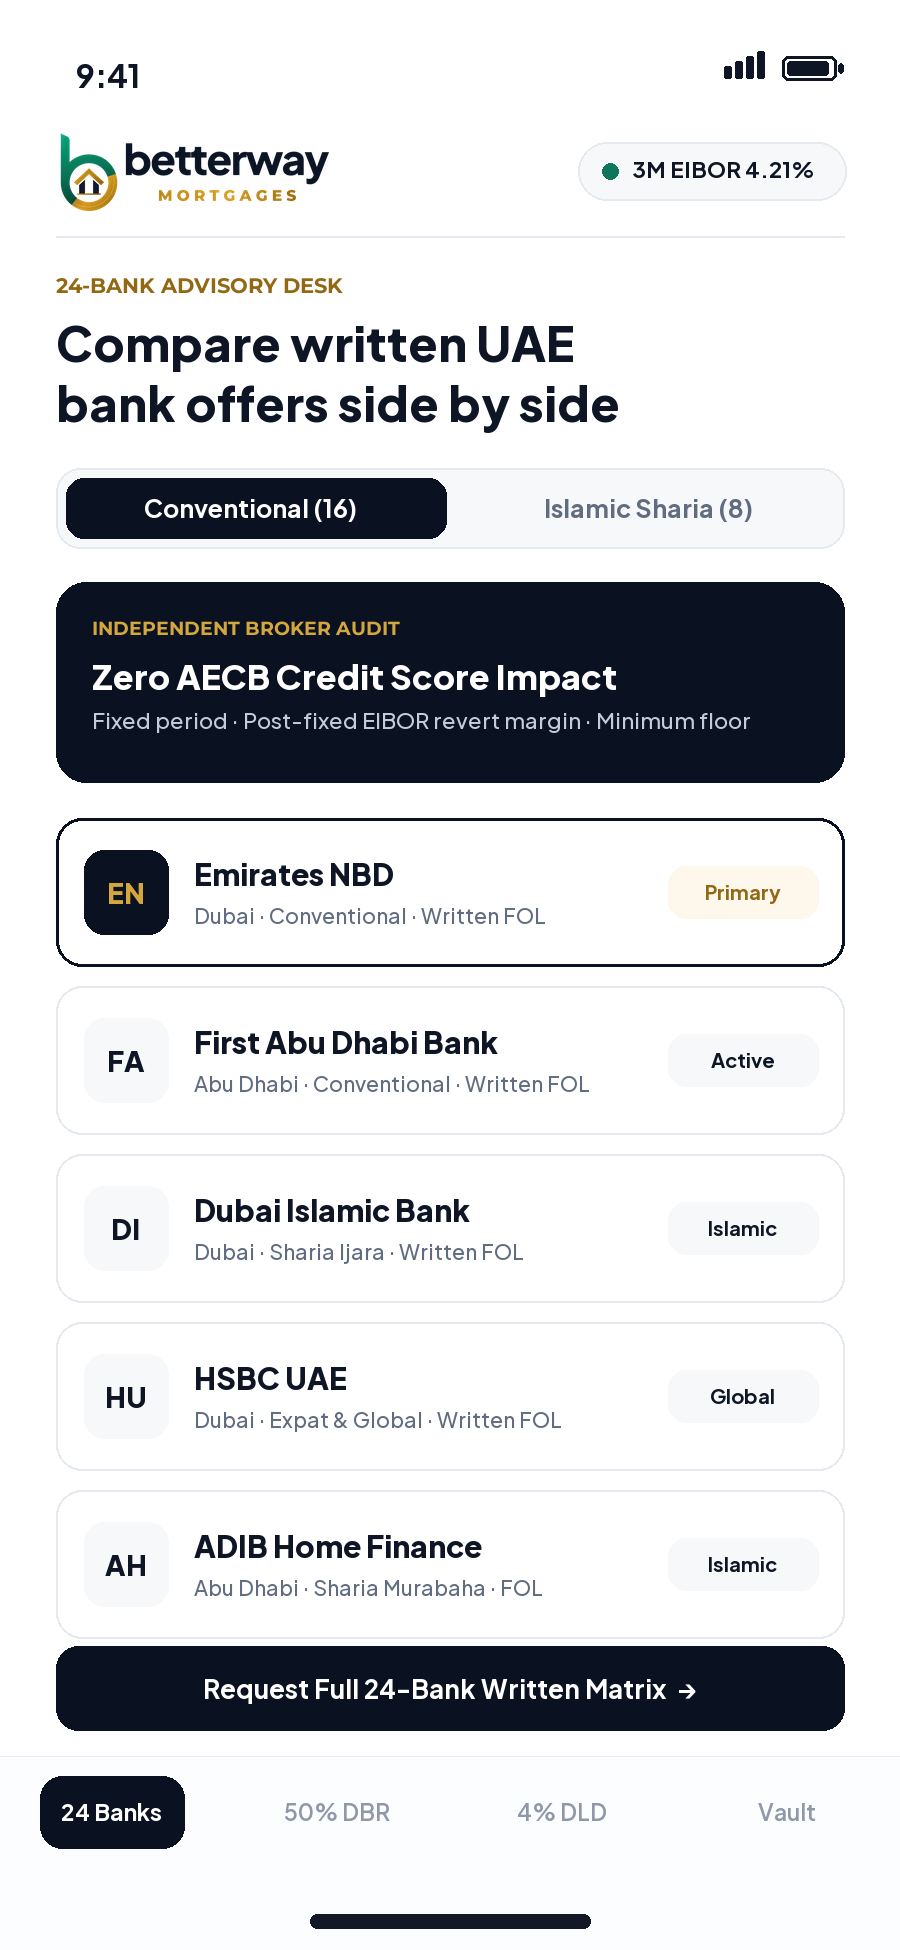 9:41
betterway
MORTGAGES
3M EIBOR 4.21%
24-BANK ADVISORY DESK
Compare written UAE
bank offers side by side
Conventional (16)
Islamic Sharia (8)
INDEPENDENT BROKER AUDIT
Zero AECB Credit Score Impact
Fixed period · Post-fixed EIBOR revert margin · Minimum floor
EN
Emirates NBD
Dubai · Conventional · Written FOL
Primary
FA
First Abu Dhabi Bank
Abu Dhabi · Conventional · Written FOL
Active
DI
Dubai Islamic Bank
Dubai · Sharia Ijara · Written FOL
Islamic
HU
HSBC UAE
Dubai · Expat & Global · Written FOL
Global
AH
ADIB Home Finance
Abu Dhabi · Sharia Murabaha · FOL
Islamic
Request Full 24-Bank Written Matrix →
24 Banks
50% DBR
4% DLD
Vault